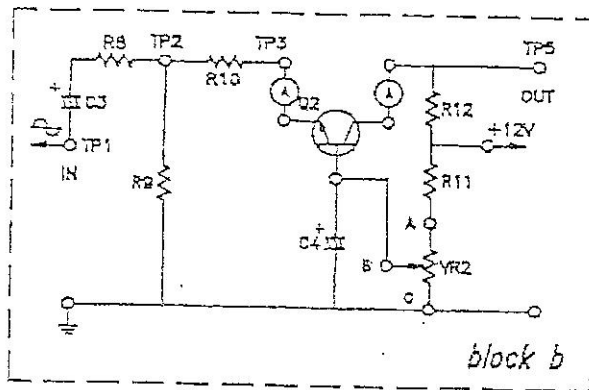 R8
TP2
TP3
TP5
R10
C3
A
Q2
A
OUT
R12
+12V
TP1
IN
R9
R11
A
C4
B
VR2
C
block b